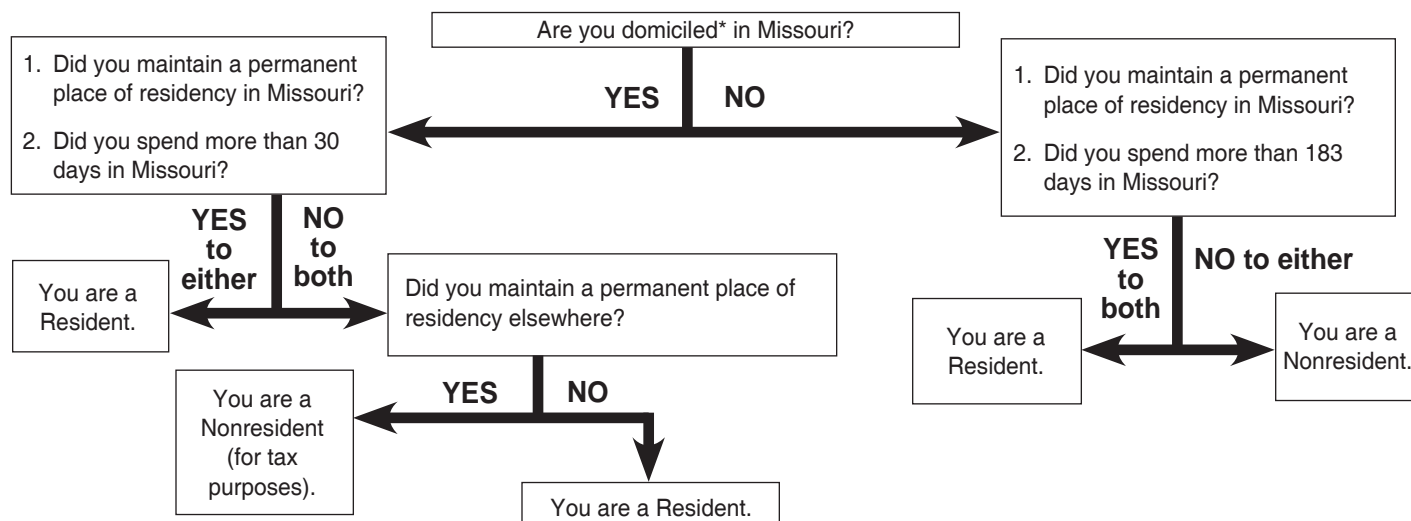 Are you domiciled* in Missouri?
YES
NO
1. Did you maintain a permanent
place of residency in Missouri?
2. Did you spend more than 30
days in Missouri?
1. Did you maintain a permanent
place of residency in Missouri?
2. Did you spend more than 183
days in Missouri?
YES
to
either
NO
to
both
You are a
Resident.
Did you maintain a permanent place of
residency elsewhere?
YES
NO
You are a
Nonresident
(for tax
purposes).
You are a Resident.
YES
to
both
NO to either
You are a
Resident.
You are a
Nonresident.